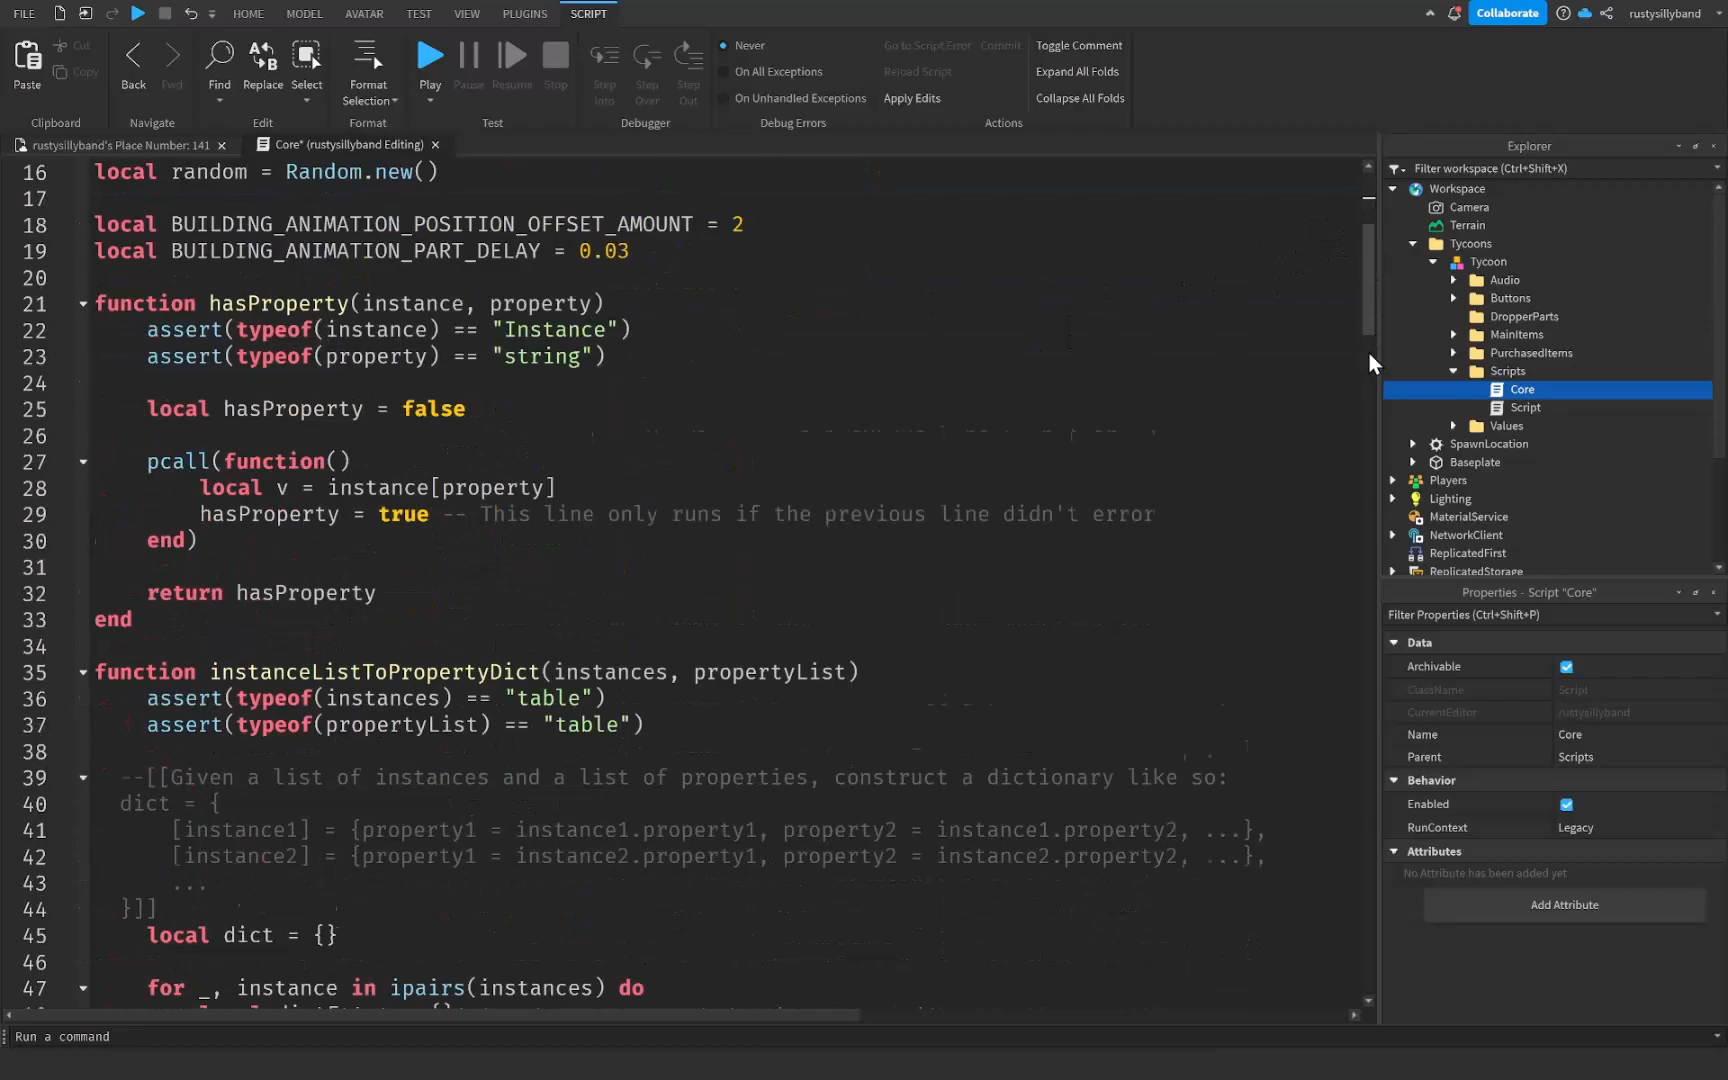 FILE HOME MODEL AVATAR TEST VIEW PLUGINS SCRIPT Collaborate rustysillyband
Paste Cut Copy
Back Fwd
Find Replace Select
Format Selection
Play Pause Resume Stop
Step Into Step Over Step Out
Never
On All Exceptions
On Unhandled Exceptions
Go to Script Error Commit
Reload Script
Apply Edits
Toggle Comment
Expand All Folds
Collapse All Folds
Clipboard Navigate Edit Format Test Debugger Debug Errors Actions
rustysillyband's Place Number: 141 Core* (rustysillyband Editing)
16 local random = Random.new()
17
18 local BUILDING_ANIMATION_POSITION_OFFSET_AMOUNT = 2
19 local BUILDING_ANIMATION_PART_DELAY = 0.03
20
21 function hasProperty(instance, property)
22 assert(typeof(instance) == "Instance")
23 assert(typeof(property) == "string")
24
25 local hasProperty = false
26
27 pcall(function()
28 local v = instance[property]
29 hasProperty = true -- This line only runs if the previous line didn't error
30 end)
31
32 return hasProperty
33 end
34
35 function instanceListToPropertyDict(instances, propertyList)
36 assert(typeof(instances) == "table")
37 assert(typeof(propertyList) == "table")
38
39 --[[Given a list of instances and a list of properties, construct a dictionary like so:
40 dict = {
41 [instance1] = {property1 = instance1.property1, property2 = instance1.property2, ...},
42 [instance2] = {property1 = instance2.property1, property2 = instance2.property2, ...},
43 ...
44 }]]
45 local dict = {}
46
47 for _, instance in ipairs(instances) do
Run a command
Explorer
Filter workspace (Ctrl+Shift+X)
Workspace
Camera
Terrain
Tycoons
Tycoon
Audio
Buttons
DropperParts
MainItems
PurchasedItems
Scripts
Core
Script
Values
SpawnLocation
Baseplate
Players
Lighting
MaterialService
NetworkClient
ReplicatedFirst
ReplicatedStorage
Properties - Script "Core"
Filter Properties (Ctrl+Shift+P)
Data
Archivable
ClassName Script
CurrentEditor rustysillyband
Name Core
Parent Scripts
Behavior
Enabled
RunContext Legacy
Attributes
No Attribute has been added yet
Add Attribute